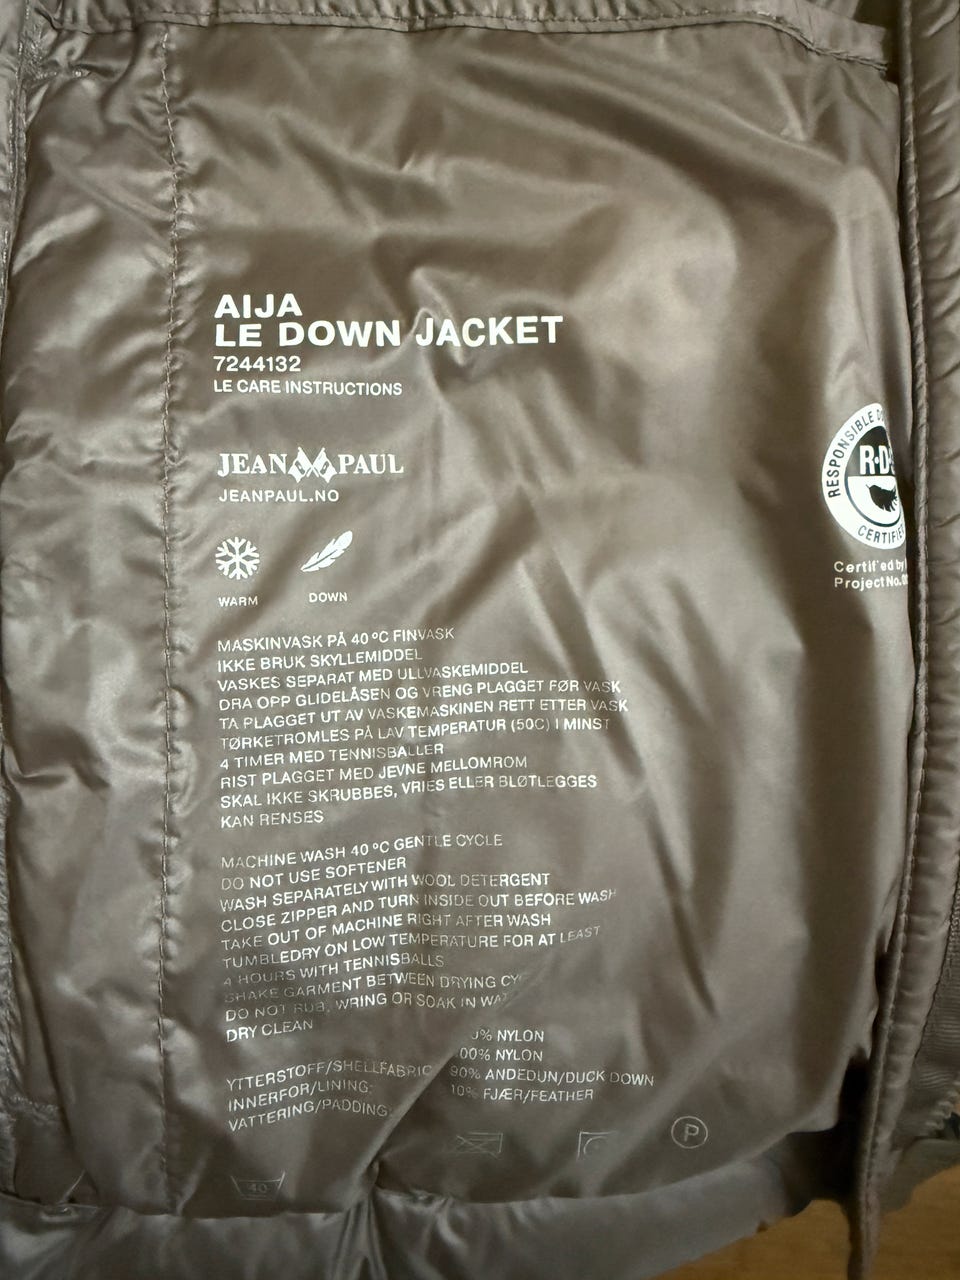 AIJA
LE DOWN JACKET
7244132
LE CARE INSTRUCTIONS
JEAN PAUL
JEANPAUL.NO
WARM
DOWN
RESPONSIBLE
R·D
CERTIFIED
by
Project No.
MASKINVASK PÅ 40 ºC FINVASK
IKKE BRUK SKYLLEMIDDEL
VASKES SEPARAT MED ULLVASKEMIDDEL
DRA OPP GLIDELÅSEN OG VRENG PLAGGET FØR VASK
TA PLAGGET UT AV VASKEMASKINEN RETT ETTER VASK
TØRKETROMLES PÅ LAV TEMPERATUR (50C) I MINST
4 TIMER MED TENNISBALLER
RIST PLAGGET MED JEVNE MELLOMROM
SKAL IKKE SKRUBBES, VRIES ELLER BLØTLEGGES
KAN RENSES
MACHINE WASH 40 ºC GENTLE CYCLE
DO NOT USE SOFTENER
WASH SEPARATELY WITH WOOL DETERGENT
CLOSE ZIPPER AND TURN INSIDE OUT BEFORE WASH
TAKE OUT OF MACHINE RIGHT AFTER WASH
TUMBLEDRY ON LOW TEMPERATURE FOR AT LEAST
4 HOURS WITH TENNISBALLS
SHAKE GARMENT BETWEEN DRYING
DO NOT RUB, WRING OR SOAK IN
DRY CLEAN
YTTERSTOFF/SHELLFABRIC % NYLON
INNERFOR/LINING: 00% NYLON
VATTERING/PADDING: 90% ANDEDUN/DUCK DOWN
10% FJÆR/FEATHER
40
P